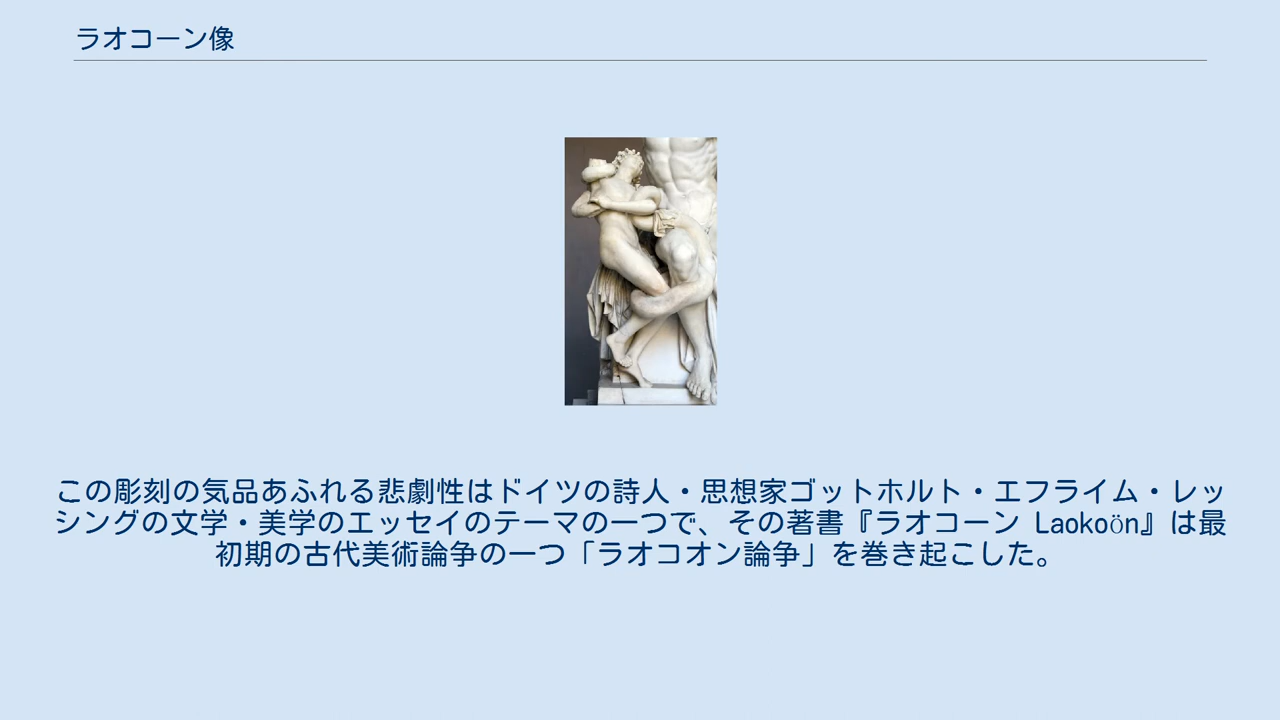 ラオコーン像
この彫刻の気品あふれる悲劇性はドイツの詩人・思想家ゴットホルト・エフライム・レッ
シングの文学・美学のエッセイのテーマの一つで、その著書『ラオコーン Laokoön』は最
初期の古代美術論争の一つ「ラオコオン論争」を巻き起こした。